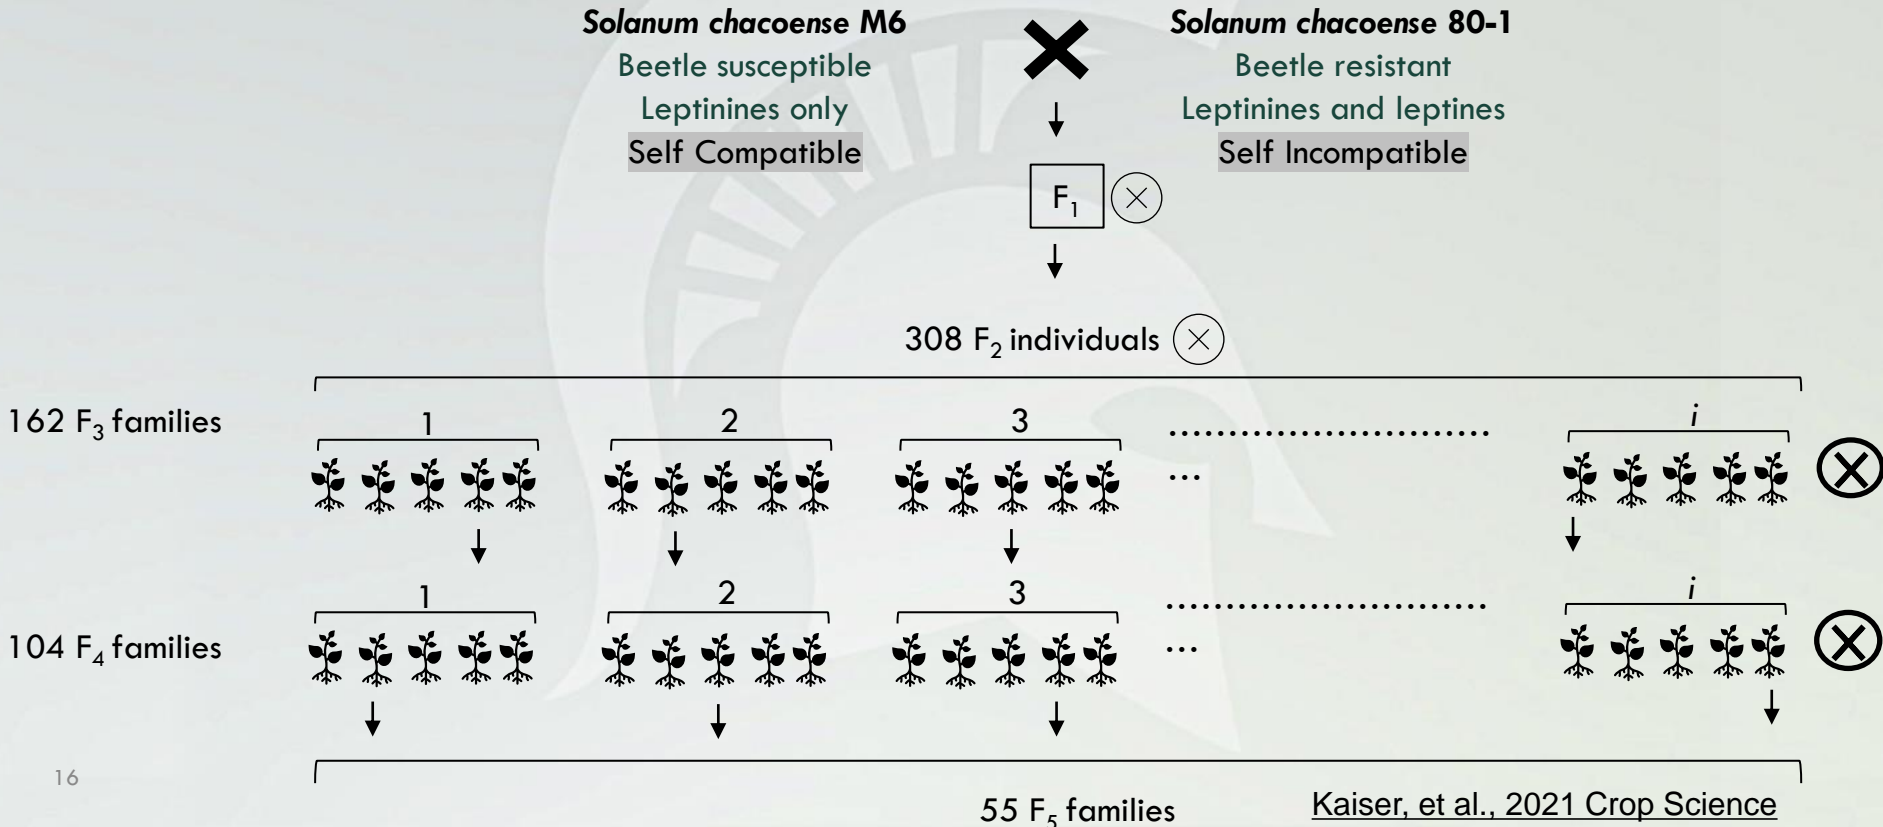 Solanum chacoense M6
Beetle susceptible
Leptinines only
Self Compatible
Solanum chacoense 80-1
Beetle resistant
Leptinines and leptines
Self Incompatible
F₁
308 F₂ individuals
162 F₃ families
1 2 3 .......................... i
...
104 F₄ families
1 2 3 .......................... i
...
55 F₅ families
Kaiser, et al., 2021 Crop Science
16